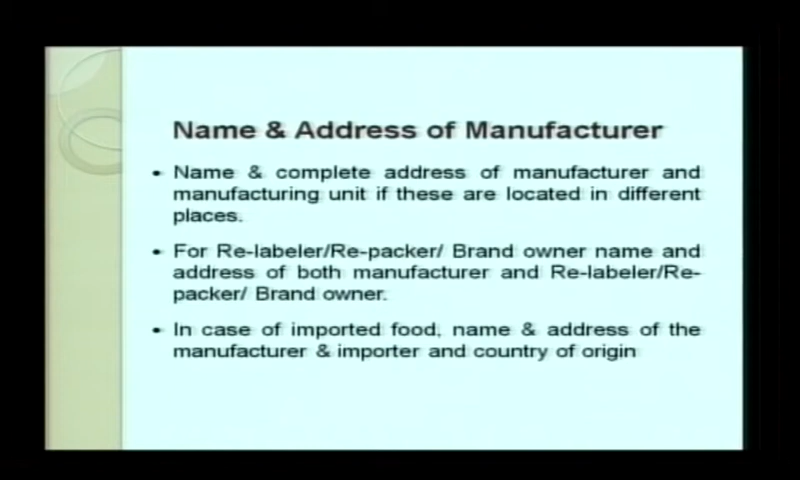 Name & Address of Manufacturer
• Name & complete address of manufacturer and
manufacturing unit if these are located in different
places.
• For Re-labeler/Re-packer/ Brand owner name and
address of both manufacturer and Re-labeler/Re-
packer/ Brand owner.
• In case of imported food, name & address of the
manufacturer & importer and country of origin